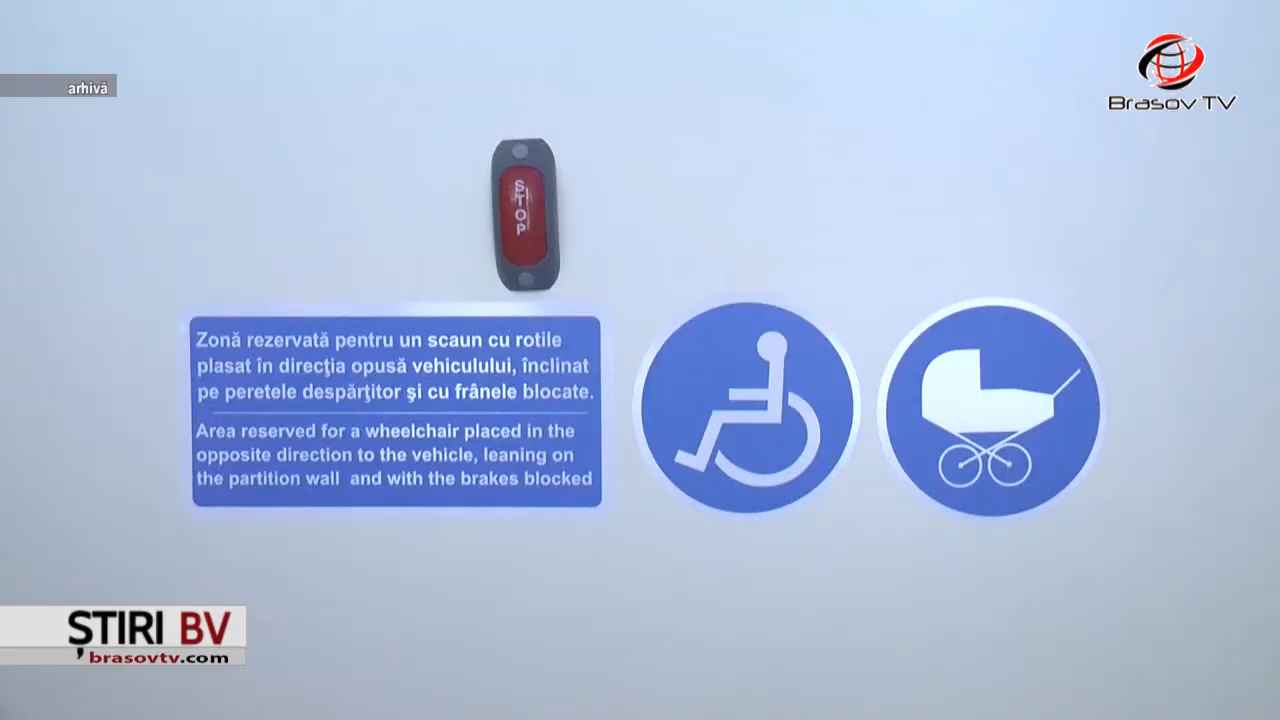 arhivă
Brasov TV
STOP
Zonă rezervată pentru un scaun cu rotile
plasat în direcţia opusă vehiculului, înclinat
pe peretele despărţitor şi cu frânele blocate.
Area reserved for a wheelchair placed in the
opposite direction to the vehicle, leaning on
the partition wall and with the brakes blocked
ȘTIRI BV
brasovtv.com